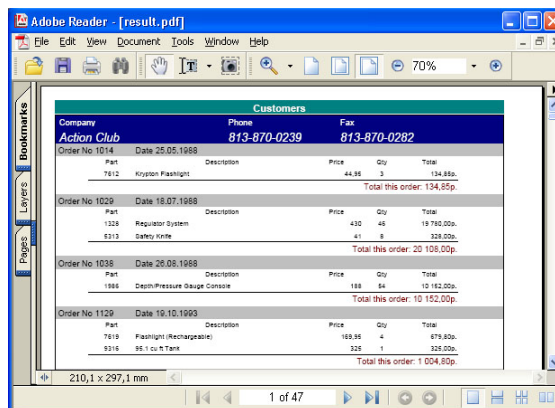 Adobe Reader - [result.pdf]
File Edit View Document Tools Window Help
70%
Bookmarks
Layers
Pages
Customers
Company Phone Fax
Action Club 813-870-0239 813-870-0282
Order No 1014 Date 25.05.1988
Part Description Price Qty Total
7612 Krypton Flashlight 44,95 3 134,85p.
Total this order: 134,85p.
Order No 1029 Date 18.07.1988
Part Description Price Qty Total
1328 Regulator System 430 46 19 780,00p.
5313 Safety Knife 41 8 328,00p.
Total this order: 20 108,00p.
Order No 1038 Date 26.08.1988
Part Description Price Qty Total
1986 Depth/Pressure Gauge Console 188 54 10 152,00p.
Total this order: 10 152,00p.
Order No 1129 Date 19.10.1993
Part Description Price Qty Total
7619 Flashlight (Rechargeable) 169,95 4 679,80p.
9316 95.1 cu ft Tank 325 1 325,00p.
Total this order: 1 004,80p.
210,1 x 297,1 mm
1 of 47